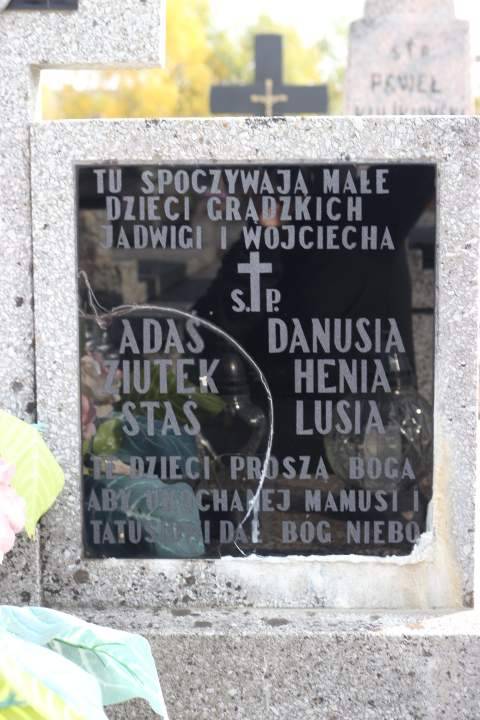 Ś†P
PAWEŁ
TU SPOCZYWAJĄ MAŁE
DZIECI GRADZKICH
JADWIGI I WOJCIECHA
S.†P.
ADAŚ DANUSIA
ZIUTEK HENIA
STAŚ LUSIA
TE DZIECI PROSZĄ BOGA
ABY UKOCHANEJ MAMUSI I
TATUSIOWI DAŁ BÓG NIEBO